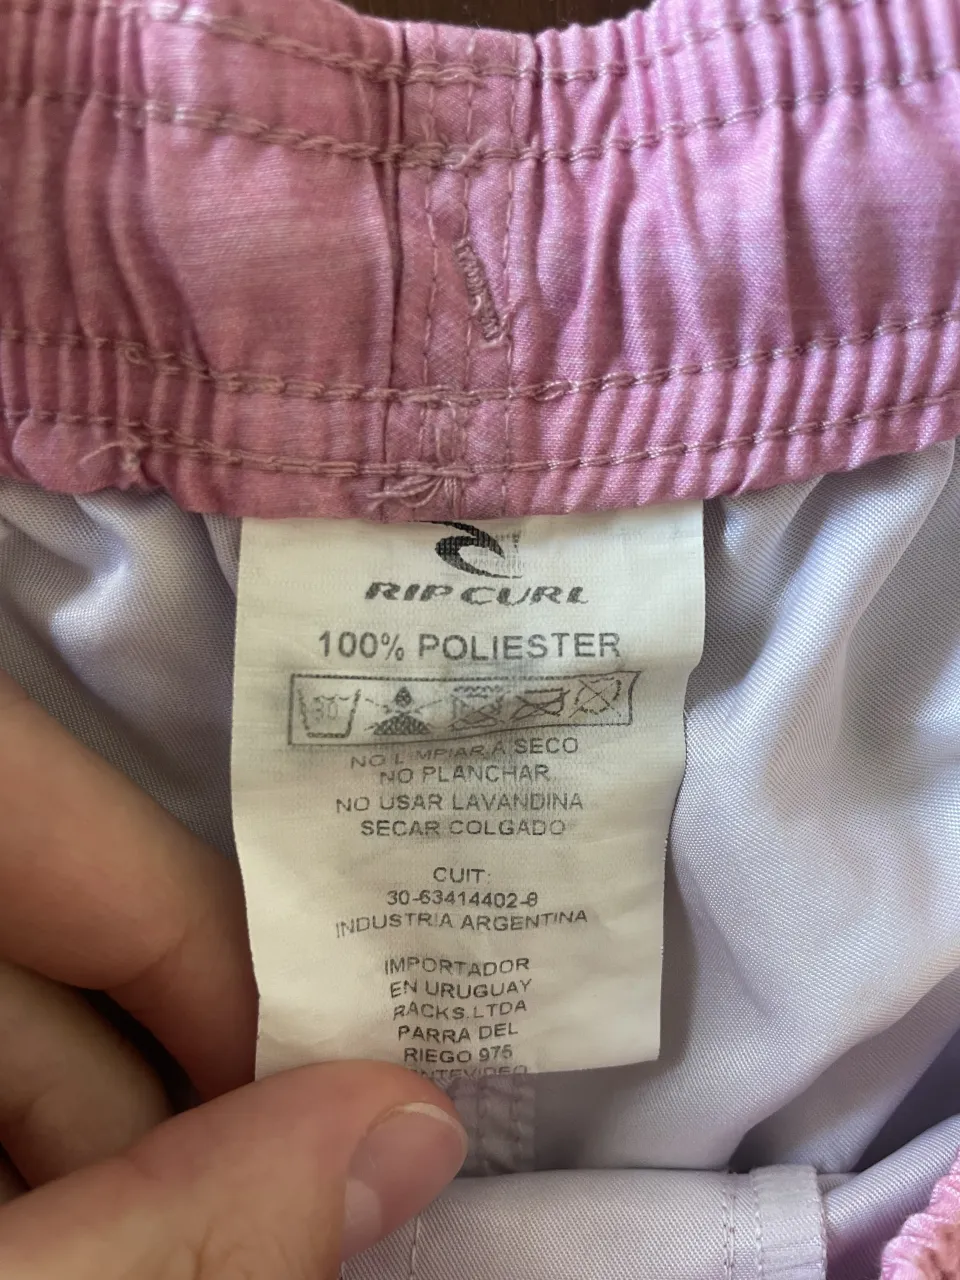 RIP CURL
100% POLIESTER
30
NO LIMPIAR A SECO
NO PLANCHAR
NO USAR LAVANDINA
SECAR COLGADO
CUIT:
30-63414402-8
INDUSTRIA ARGENTINA
IMPORTADOR
EN URUGUAY
RACKS.LTDA
PARRA DEL
RIEGO 975
NTEVIDEO